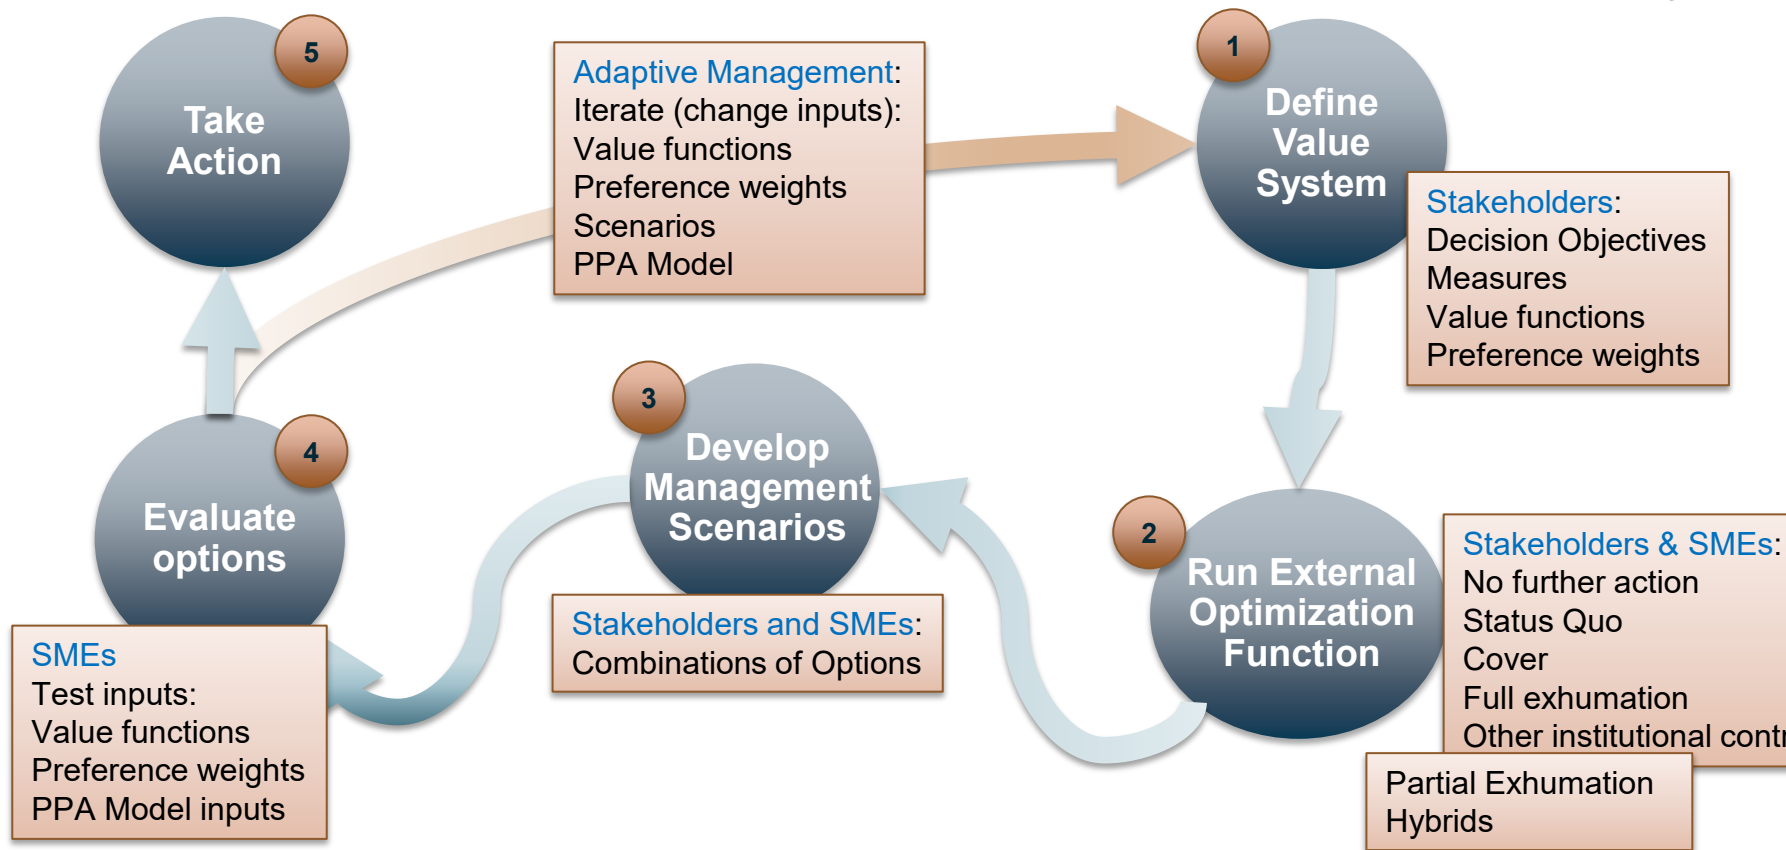 5
Take
Action
Adaptive Management:
Iterate (change inputs):
Value functions
Preference weights
Scenarios
PPA Model
1
Define
Value
System
Stakeholders:
Decision Objectives
Measures
Value functions
Preference weights
2
Run External
Optimization
Function
Stakeholders & SMEs:
No further action
Status Quo
Cover
Full exhumation
Other institutional contr
Partial Exhumation
Hybrids
3
Develop
Management
Scenarios
Stakeholders and SMEs:
Combinations of Options
4
Evaluate
options
SMEs
Test inputs:
Value functions
Preference weights
PPA Model inputs